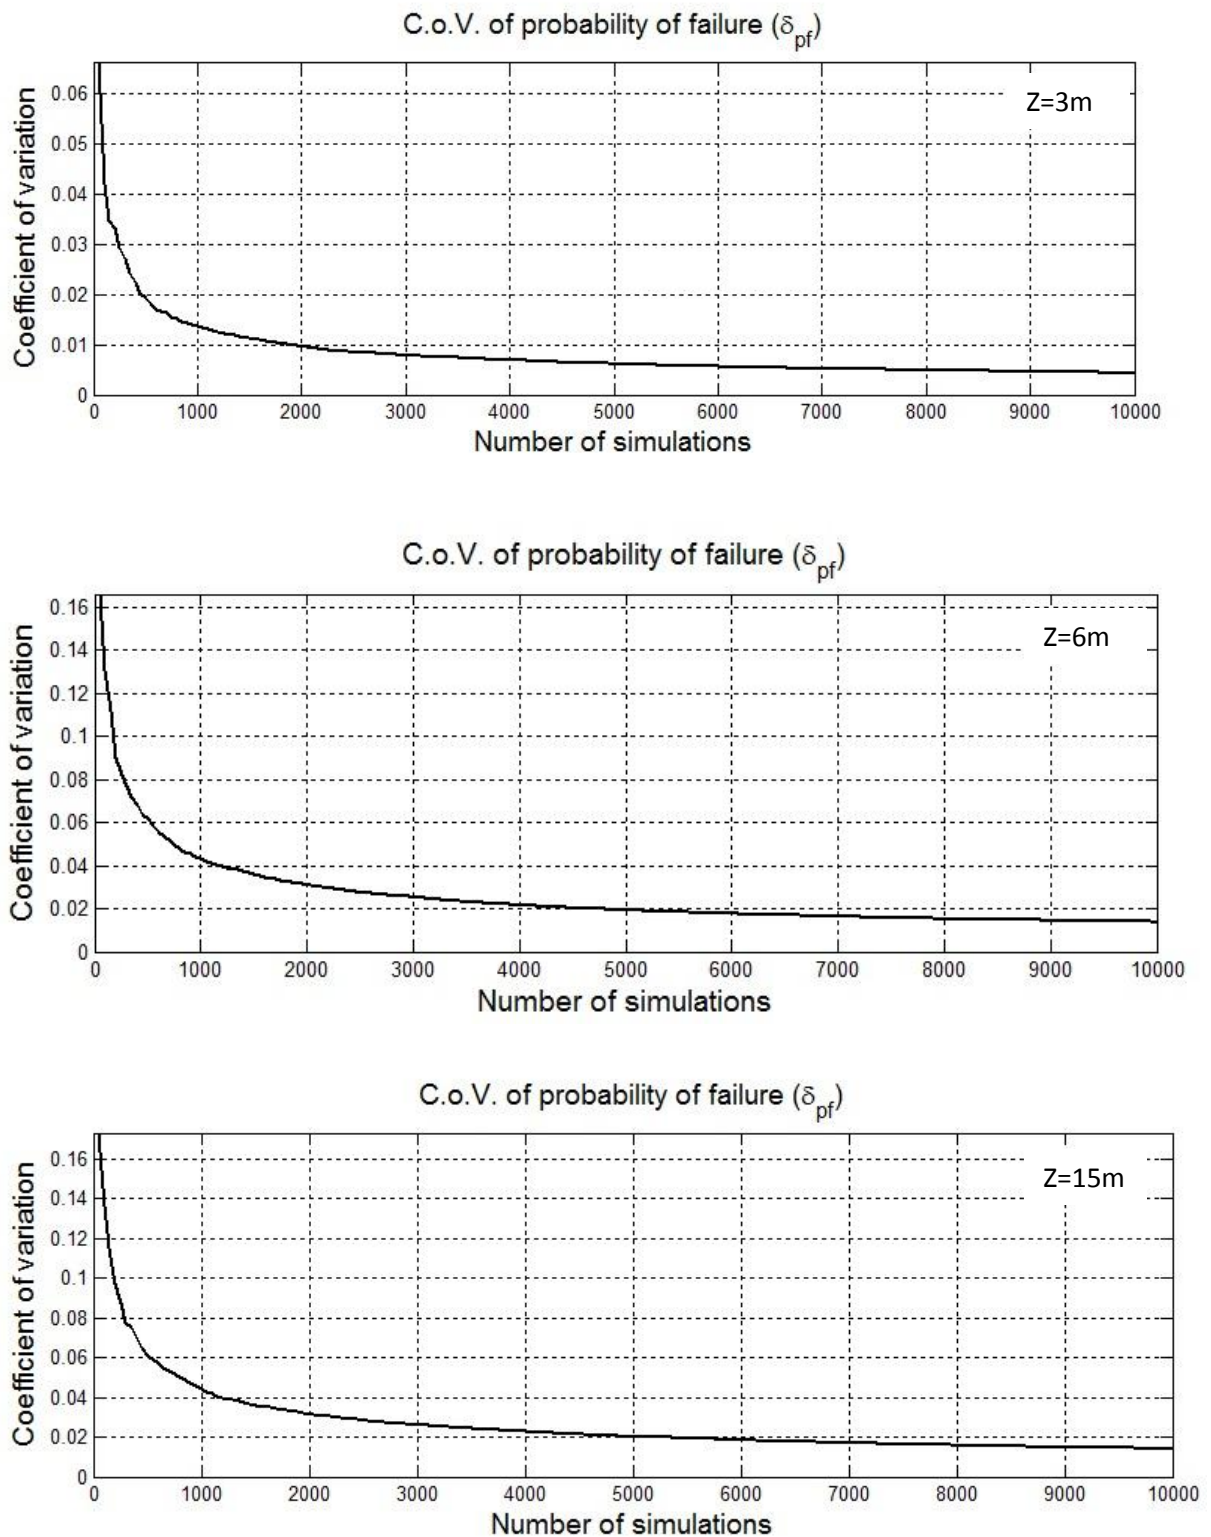 C.o.V. of probability of failure (δpf)
Z=3m
Coefficient of variation
0.06
0.05
0.04
0.03
0.02
0.01
0
0 1000 2000 3000 4000 5000 6000 7000 8000 9000 10000
Number of simulations
C.o.V. of probability of failure (δpf)
Z=6m
Coefficient of variation
0.16
0.14
0.12
0.1
0.08
0.06
0.04
0.02
0
0 1000 2000 3000 4000 5000 6000 7000 8000 9000 10000
Number of simulations
C.o.V. of probability of failure (δpf)
Z=15m
Coefficient of variation
0.16
0.14
0.12
0.1
0.08
0.06
0.04
0.02
0
0 1000 2000 3000 4000 5000 6000 7000 8000 9000 10000
Number of simulations